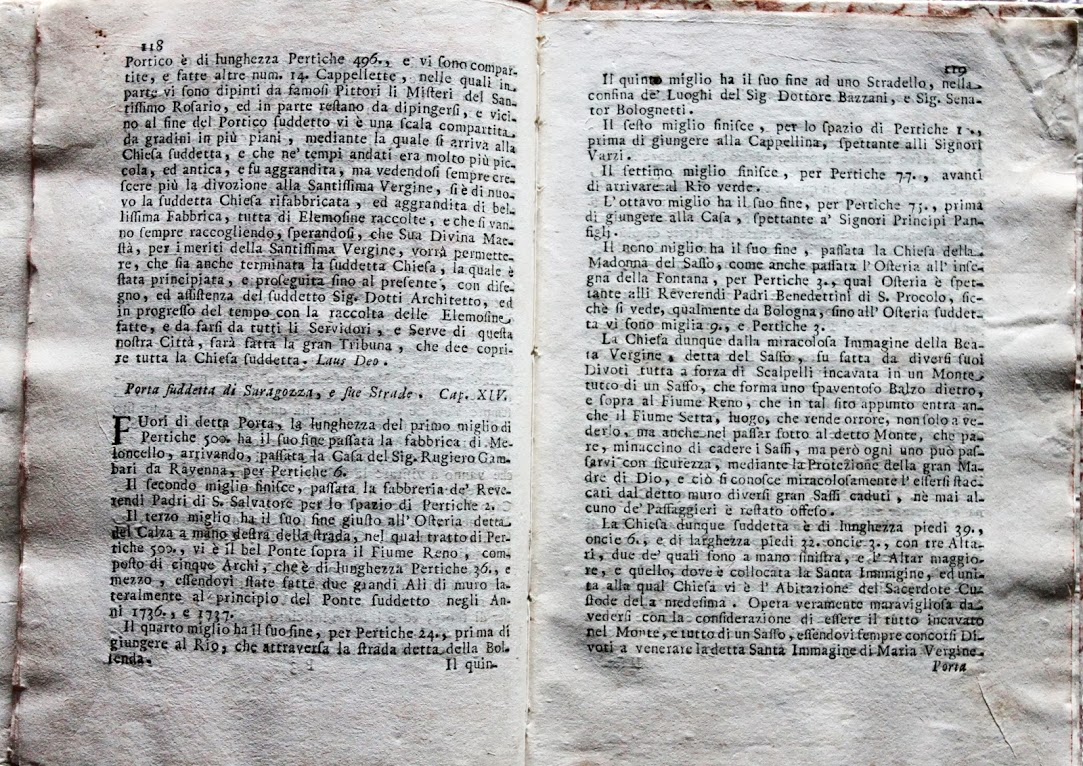 118
Portico è di lunghezza Pertiche 496., e vi sono compar-
tite, e fatte altre num. 14. Cappellette, nelle quali in
parte vi sono dipinti da famosi Pittori li Misteri del San-
tissimo Rosario, ed in parte restano da dipingersi, e vici-
no al fine del Portico suddetto vi è una scala compartita
da gradini in più piani, mediante la quale si arriva alla
Chiesa suddetta, e che ne' tempi andati era molto più pic-
cola, ed antica, e fu aggrandita, ma vedendosi sempre cre-
scere più la divozione alla Santissima Vergine, si è di nuo-
vo la suddetta Chiesa rifabbricata, ed aggrandita di bel-
lissima Fabbrica, tutta di Elemosine raccolte, e che si van-
no sempre raccogliendo, sperandosi, che Sua Divina Mae-
stà, per i meriti della Santissima Vergine, vorrà permette-
re, che sia anche terminata la suddetta Chiesa, la quale è
stata principiata, e proseguita sino al presente, con dise-
gno, ed assistenza del suddetto Sig. Dotti Architetto, ed
in progresso del tempo con la raccolta delle Elemosine
fatte, e da farsi da tutti li Servidori, e Serve di questa
nostra Città, sarà fatta la gran Tribuna, che dee copri-
re tutta la Chiesa suddetta. Laus Deo.
Porta suddetta di Saragozza, e sue Strade. Cap. XIV.
FUori di detta Porta, la lunghezza del primo miglio di
Pertiche 500. ha il suo fine passata la fabbrica di Me-
loncello, arrivando, passata la Casa del Sig. Rugiero Gam-
bari da Ravenna, per Pertiche 6.
Il secondo miglio finisce, passata la fabbreria de' Reve-
rendi Padri di S. Salvatore per lo spazio di Pertiche 2.
Il terzo miglio ha il suo fine giusto all' Osteria detta
del Calza a mano destra della strada, nel qual tratto di Per-
tiche 500., vi è il bel Ponte sopra il Fiume Reno, com-
posto di cinque Archi, che è di lunghezza Pertiche 36., e
mezzo, essendovi state fatte due grandi Ali di muro la-
teralmente al principio del Ponte suddetto negli An-
ni 1736., e 1737.
Il quarto miglio ha il suo fine, per Pertiche 24., prima di
giungere al Rio, che attraversa la strada detta della Bol-
senda.
Il quin-
119
Il quinto miglio ha il suo fine ad uno Stradello, nella
confina de' Luoghi del Sig. Dottore Bazzani, e Sig. Sena-
tor Bolognetti.
Il sesto miglio finisce, per lo spazio di Pertiche
prima di giungere alla Cappellina, spettante alli Signori
Varzi.
Il settimo miglio finisce, per Pertiche 77., avanti
di arrivare al Rio verde.
L'ottavo miglio ha il suo fine, per Pertiche 75., prima
di giungere alla Casa, spettante a' Signori Principi Pan-
figli.
Il nono miglio ha il suo fine, passata la Chiesa della
Madonna del Sasso, come anche passata l'Osteria all' inse-
gna della Fontana, per Pertiche 3., qual Osteria è spet-
tante alli Reverendi Padri Benedettini di S. Procolo, sic-
chè si vede, qualmente da Bologna, sino all' Osteria suddet-
ta vi sono miglia 9., e Pertiche 3.
La Chiesa dunque dalla miracolosa Immagine della Bea-
ta Vergine, detta del Sasso, fu fatta da diversi suoi
Divoti tutta a forza di Scalpelli incavata in un Monte
tutto di un Sasso, che forma uno spaventoso Balzo dietro,
e sopra al Fiume Reno, che in tal sito appunto entra an-
che il Fiume Setta, luogo, che rende orrore, non solo a ve-
derlo, ma anche nel passar sotto al detto Monte, che pa-
re, minaccino di cadere i Sassi, ma però ogni uno può pas-
sarvi con sicurezza, mediante la Protezione della gran Ma-
dre di Dio, e ciò si conosce miracolosamente l'essersi stac-
cati dal detto muro diversi gran Sassi caduti, nè mai al-
cuno de' Passaggieri è restato offeso.
La Chiesa dunque suddetta è di lunghezza piedi 39.,
oncie 6., e di larghezza piedi 32. oncie 3., con tre Alta-
ri, due de' quali sono a mano sinistra, e l'Altar maggio-
re, e quello, dove è collocata la Santa Immagine, ed uni-
ta alla qual Chiesa vi è l'Abitazione del Sacerdote Cu-
stode dela medesima. Opera veramente maravigliosa da
vedersi con la considerazione di essere il tutto incavato
nel Monte, e tutto di un Sasso, essendovi sempre concorsi Di-
voti a venerare la detta Santa Immagine di Maria Vergine.
Porta